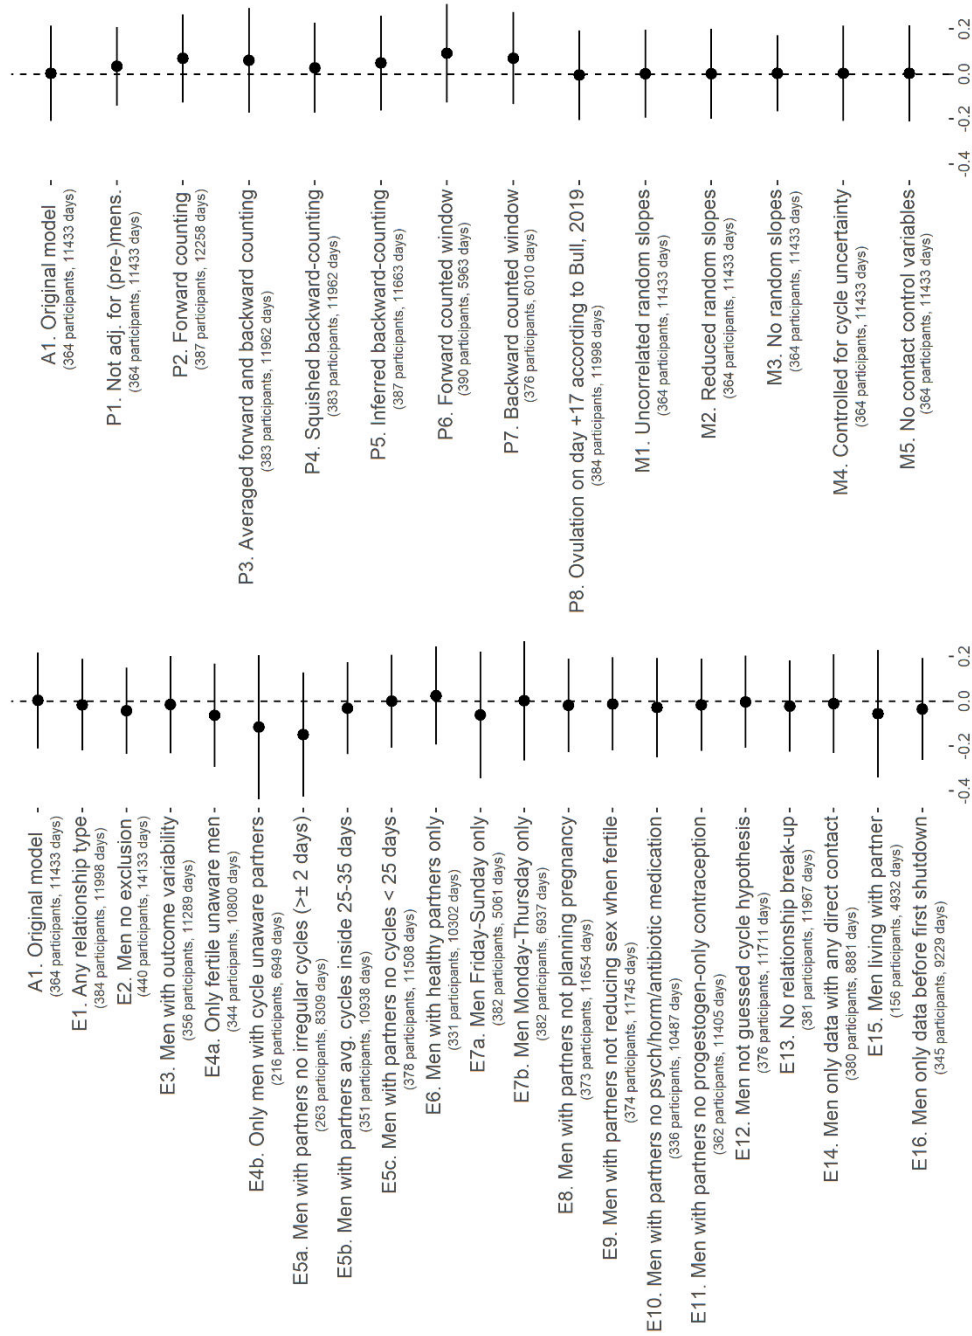 A1. Original model
(364 participants, 11433 days)
E1. Any relationship type
(384 participants, 11998 days)
E2. Men no exclusion
(440 participants, 14133 days)
E3. Men with outcome variability
(356 participants, 11289 days)
E4a. Only fertile unaware men
(344 participants, 10800 days)
E4b. Only men with cycle unaware partners
(216 participants, 6949 days)
E5a. Men with partners no irregular cycles (>± 2 days)
(263 participants, 8309 days)
E5b. Men with partners avg. cycles inside 25-35 days
(351 participants, 10938 days)
E5c. Men with partners no cycles < 25 days
(378 participants, 11508 days)
E6. Men with healthy partners only
(331 participants, 10302 days)
E7a. Men Friday-Sunday only
(382 participants, 5061 days)
E7b. Men Monday-Thursday only
(382 participants, 6937 days)
E8. Men with partners not planning pregnancy
(373 participants, 11654 days)
E9. Men with partners not reducing sex when fertile
(374 participants, 11745 days)
E10. Men with partners no psych/horm/antibiotic medication
(336 participants, 10487 days)
E11. Men with partners no progestogen-only contraception
(362 participants, 11405 days)
E12. Men not guessed cycle hypothesis
(376 participants, 11711 days)
E13. No relationship break-up
(381 participants, 11967 days)
E14. Men only data with any direct contact
(380 participants, 8881 days)
E15. Men living with partner
(156 participants, 4932 days)
E16. Men only data before first shutdown
(345 participants, 9229 days)
-0.4 -0.2 0.0 0.2
A1. Original model
(364 participants, 11433 days)
P1. Not adj. for (pre-)mens.
(364 participants, 11433 days)
P2. Forward counting
(387 participants, 12258 days)
P3. Averaged forward and backward counting
(383 participants, 11962 days)
P4. Squished backward-counting
(383 participants, 11962 days)
P5. Inferred backward-counting
(387 participants, 11663 days)
P6. Forward counted window
(390 participants, 5963 days)
P7. Backward counted window
(376 participants, 6010 days)
P8. Ovulation on day +17 according to Bull, 2019
(384 participants, 11998 days)
M1. Uncorrelated random slopes
(364 participants, 11433 days)
M2. Reduced random slopes
(364 participants, 11433 days)
M3. No random slopes
(364 participants, 11433 days)
M4. Controlled for cycle uncertainty
(364 participants, 11433 days)
M5. No contact control variables
(364 participants, 11433 days)
-0.4 -0.2 0.0 0.2